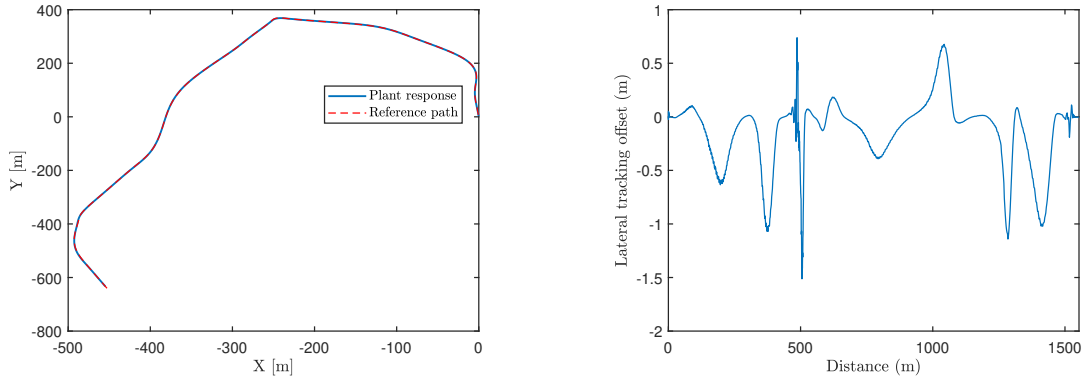 400
200
0
-200
-400
-600
-800
Y [m]
-500 -400 -300 -200 -100 0
X [m]
Plant response
Reference path
1
0.5
0
-0.5
-1
-1.5
-2
Lateral tracking offset (m)
0 500 1000 1500
Distance (m)